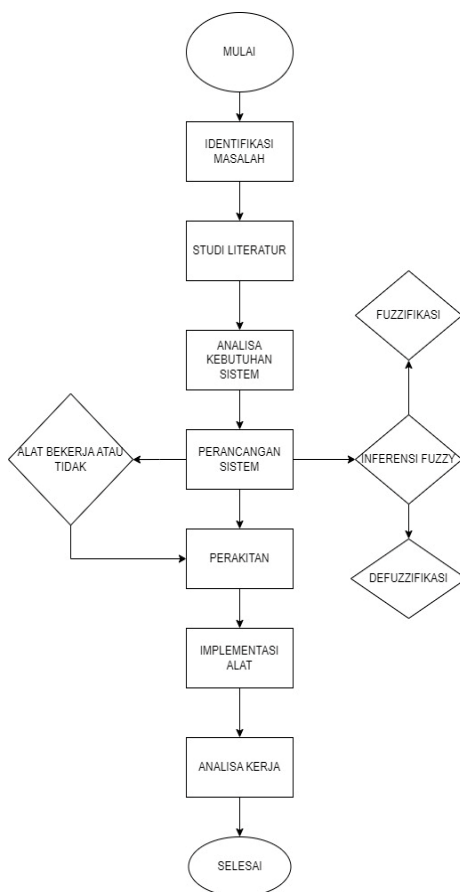 MULAI
IDENTIFIKASI
MASALAH
STUDI LITERATUR
FUZZIFIKASI
ANALISA
KEBUTUHAN
SISTEM
ALAT BEKERJA ATAU
TIDAK
PERANCANGAN
SISTEM
INFERENSI FUZZY
PERAKITAN
DEFUZZIFIKASI
IMPLEMENTASI
ALAT
ANALISA KERJA
SELESAI